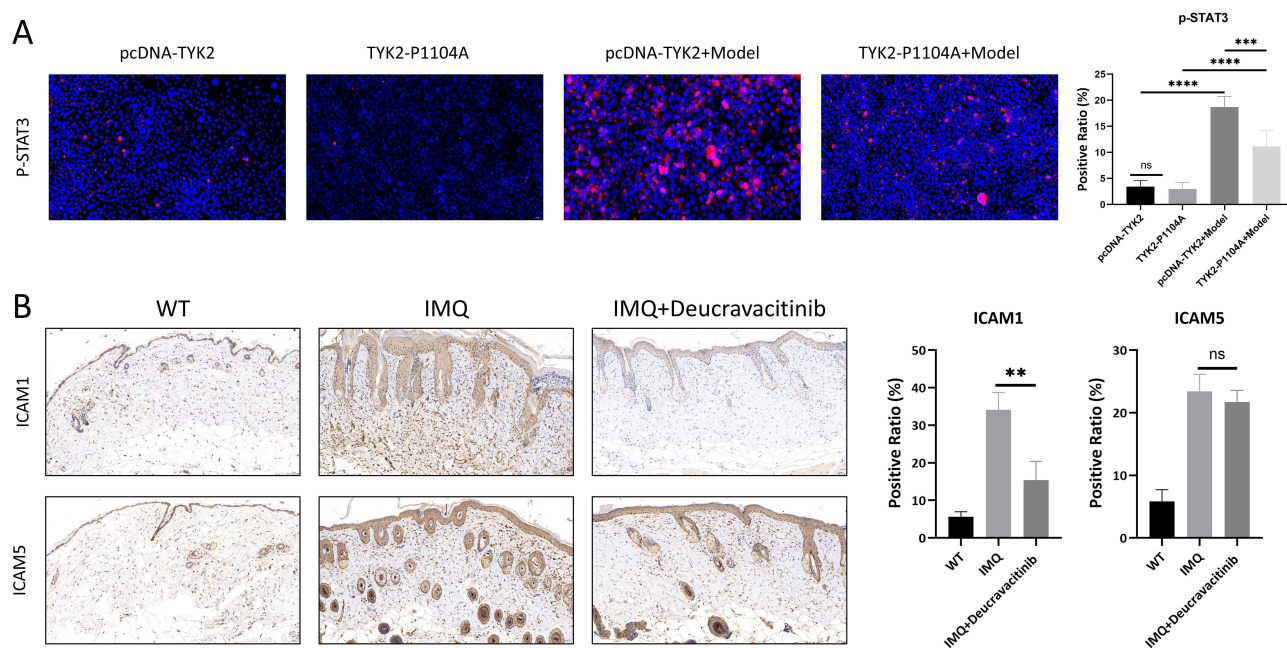 A
pcDNA-TYK2
TYK2-P1104A
pcDNA-TYK2+Model
TYK2-P1104A+Model
P-STAT3
p-STAT3
Positive Ratio (%)
25
20
15
10
5
0
ns
****
****
***
pcDNA-TYK2
TYK2-P1104A
pcDNA-TYK2+Model
TYK2-P1104A+Model
B
WT
IMQ
IMQ+Deucravacitinib
ICAM1
ICAM5
ICAM1
Positive Ratio (%)
50
40
30
20
10
0
**
WT
IMQ
IMQ+Deucravacitinib
ICAM5
Positive Ratio (%)
30
20
10
0
ns
WT
IMQ
IMQ+Deucravacitinib